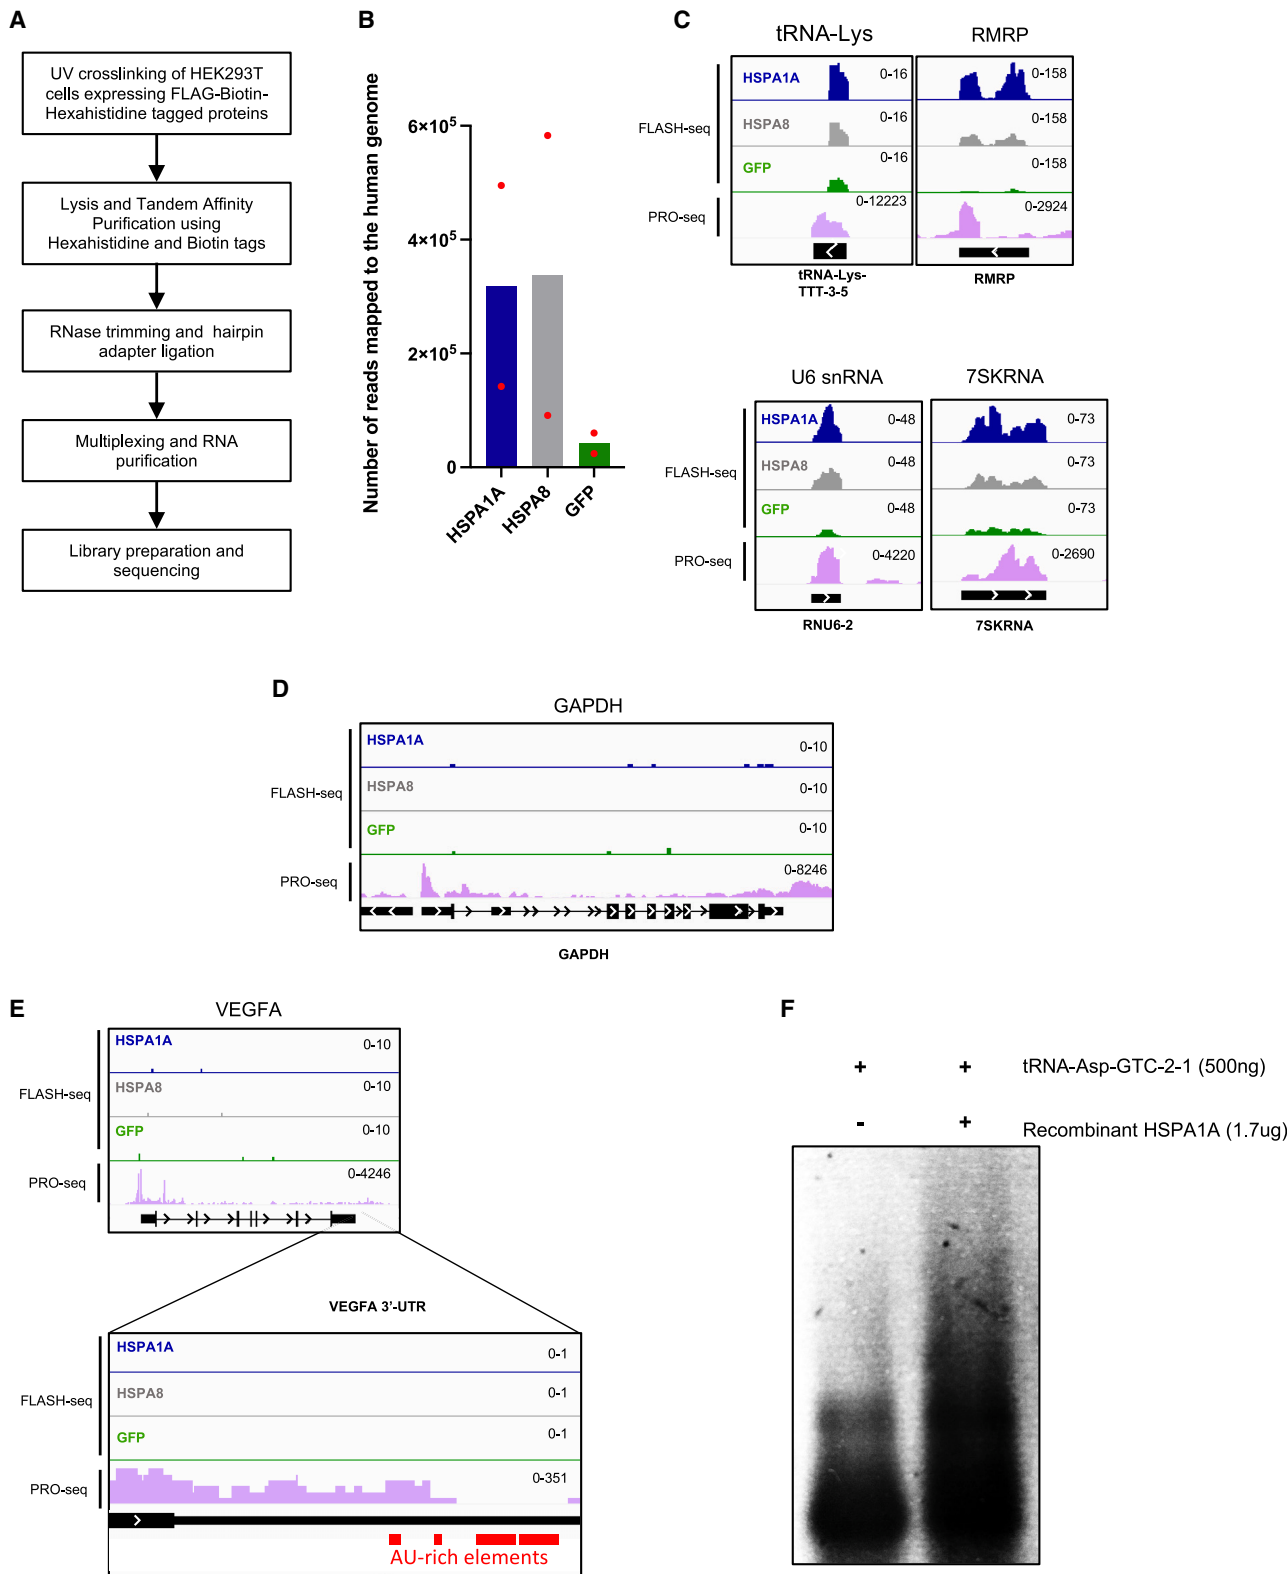 A
UV crosslinking of HEK293T
cells expressing FLAG-Biotin-
Hexahistidine tagged proteins
Lysis and Tandem Affinity
Purification using
Hexahistidine and Biotin tags
RNase trimming and hairpin
adapter ligation
Multiplexing and RNA
purification
Library preparation and
sequencing
B
Number of reads mapped to the human genome
6×10⁵
4×10⁵
2×10⁵
0
HSPA1A
HSPA8
GFP
C
tRNA-Lys
RMRP
FLASH-seq
PRO-seq
HSPA1A
0-16
0-158
HSPA8
0-16
0-158
GFP
0-16
0-158
0-12223
0-2924
tRNA-Lys-
TTT-3-5
RMRP
U6 snRNA
7SKRNA
FLASH-seq
PRO-seq
HSPA1A
0-48
0-73
HSPA8
0-48
0-73
GFP
0-48
0-73
0-4220
0-2690
RNU6-2
7SKRNA
D
GAPDH
FLASH-seq
PRO-seq
HSPA1A
0-10
HSPA8
0-10
GFP
0-10
0-8246
GAPDH
E
VEGFA
FLASH-seq
PRO-seq
HSPA1A
0-10
HSPA8
0-10
GFP
0-10
0-4246
VEGFA 3'-UTR
FLASH-seq
PRO-seq
HSPA1A
0-1
HSPA8
0-1
GFP
0-1
0-351
AU-rich elements
F
+ + tRNA-Asp-GTC-2-1 (500ng)
- + Recombinant HSPA1A (1.7ug)